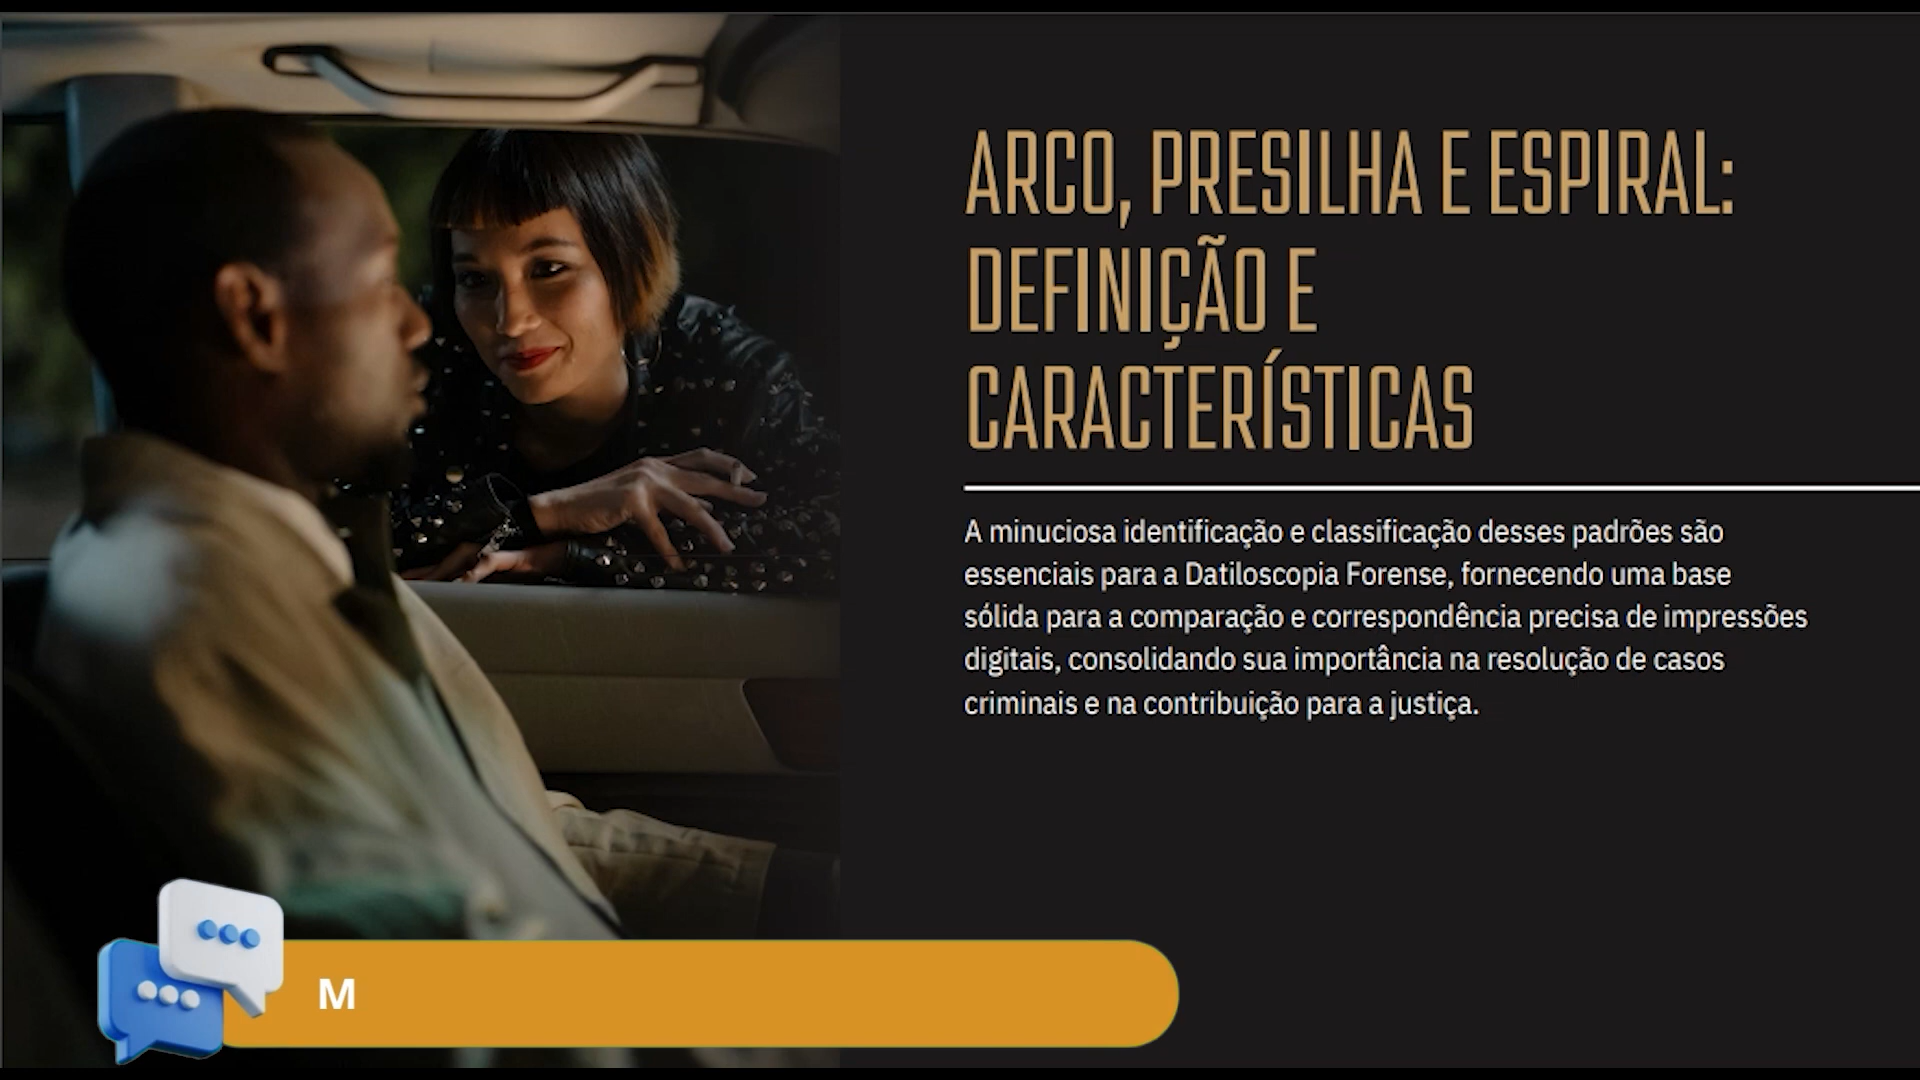 ARCO, PRESILHA E ESPIRAL:
DEFINIÇÃO E
CARACTERÍSTICAS
A minuciosa identificação e classificação desses padrões são
essenciais para a Datiloscopia Forense, fornecendo uma base
sólida para a comparação e correspondência precisa de impressões
digitais, consolidando sua importância na resolução de casos
criminais e na contribuição para a justiça.
M